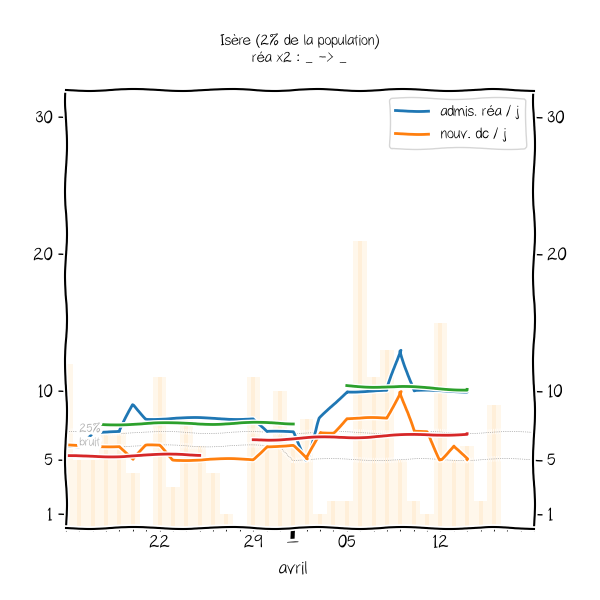 Isère (2% de la population)
réa x2 : _ -> _
admis. réa / j
nouv. dc / j
30
30
20
20
10
10
25%
bruit
5
5
1
1
22
29
05
12
avril